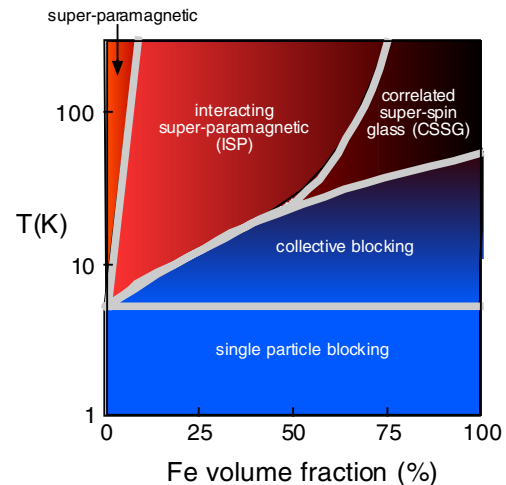 super-paramagnetic
interacting
super-paramagnetic
(ISP)
correlated
super-spin
glass (CSSG)
100
T(K)
collective blocking
10
single particle blocking
1
0
25
50
75
100
Fe volume fraction (%)